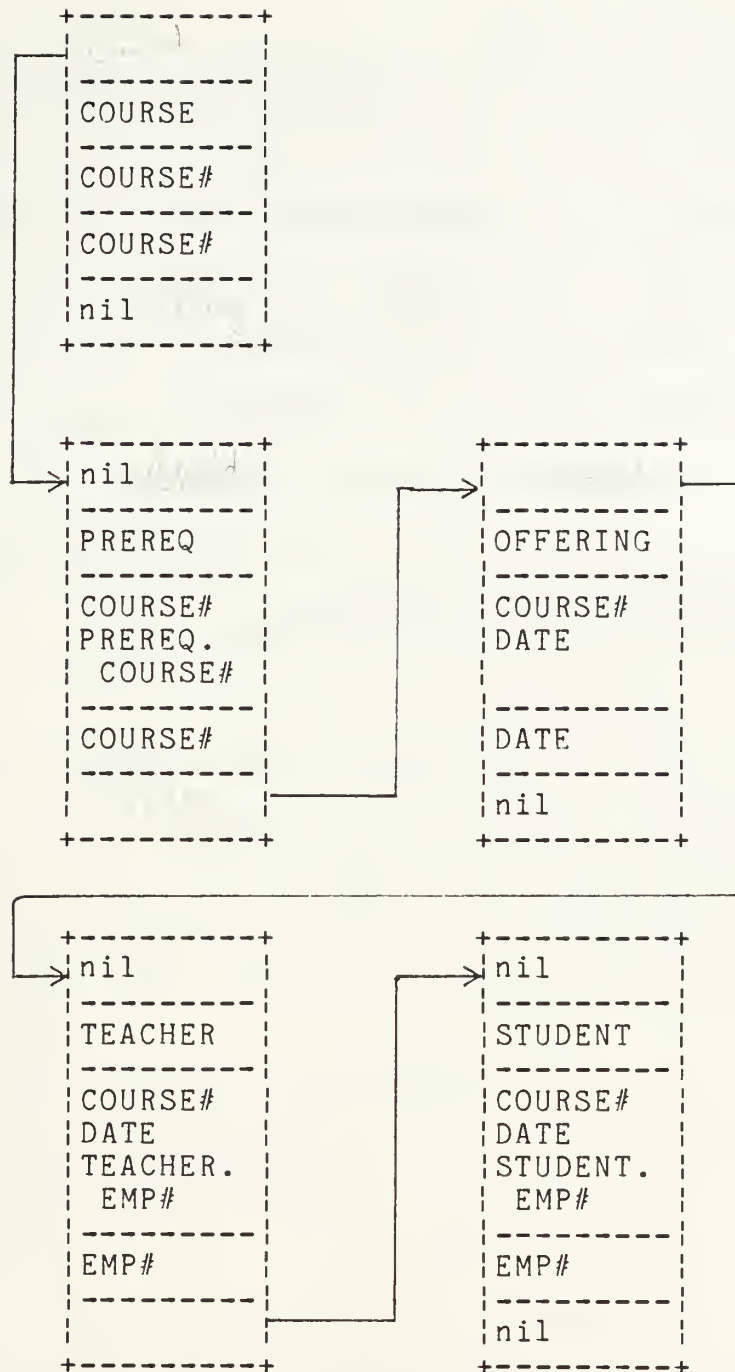 COURSE
COURSE#
COURSE#
nil
nil
PREREQ
COURSE#
PREREQ.
COURSE#
COURSE#
OFFERING
COURSE#
DATE
DATE
nil
nil
TEACHER
COURSE#
DATE
TEACHER.
EMP#
EMP#
nil
STUDENT
COURSE#
DATE
STUDENT.
EMP#
EMP#
nil